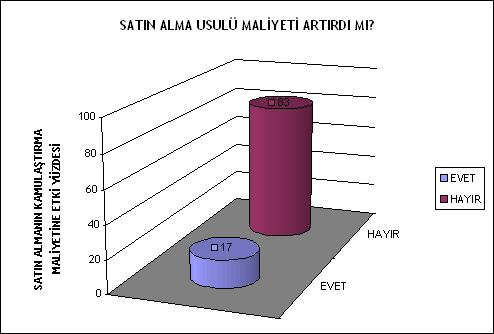 SATIN ALMA USULÜ MALİYETİ ARTIRDI MI?
SATIN ALMANIN KAMULAŞTIRMA
MALİYETİNE ETKİ YÜZDESİ
100
80
60
40
20
0
83
17
HAYIR
EVET
EVET
HAYIR